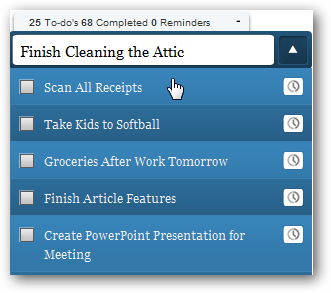 25 To-do's 68 Completed 0 Reminders -
Finish Cleaning the Attic
Scan All Receipts
Take Kids to Softball
Groceries After Work Tomorrow
Finish Article Features
Create PowerPoint Presentation for
Meeting